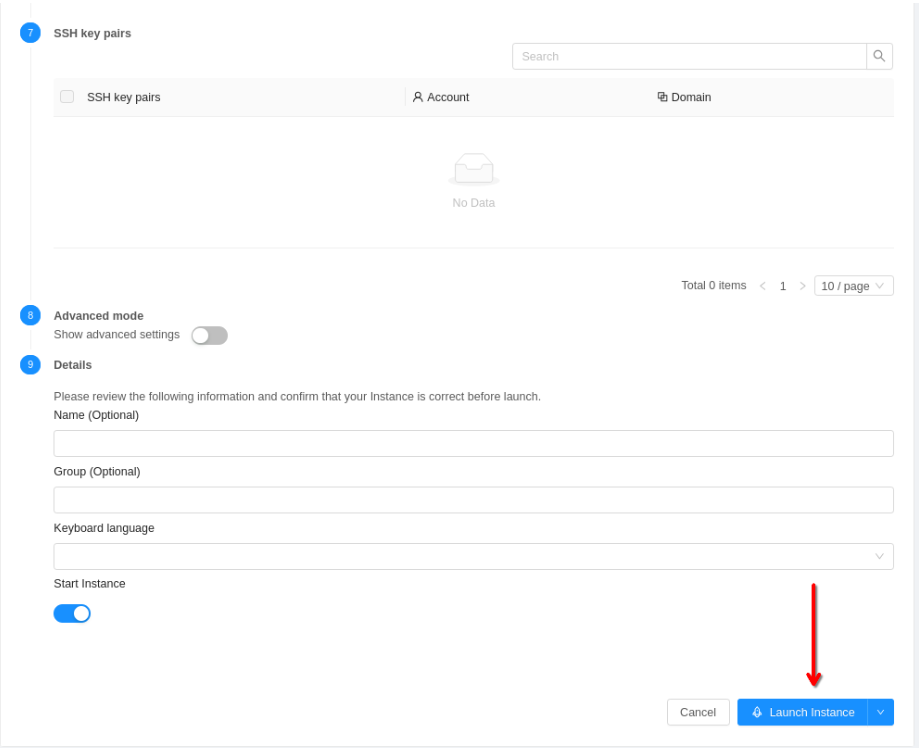 7 SSH key pairs
Search
SSH key pairs Account Domain
No Data
Total 0 items < 1 > 10 / page
8 Advanced mode
Show advanced settings
9 Details
Please review the following information and confirm that your Instance is correct before launch.
Name (Optional)
Group (Optional)
Keyboard language
Start Instance
Cancel Launch Instance